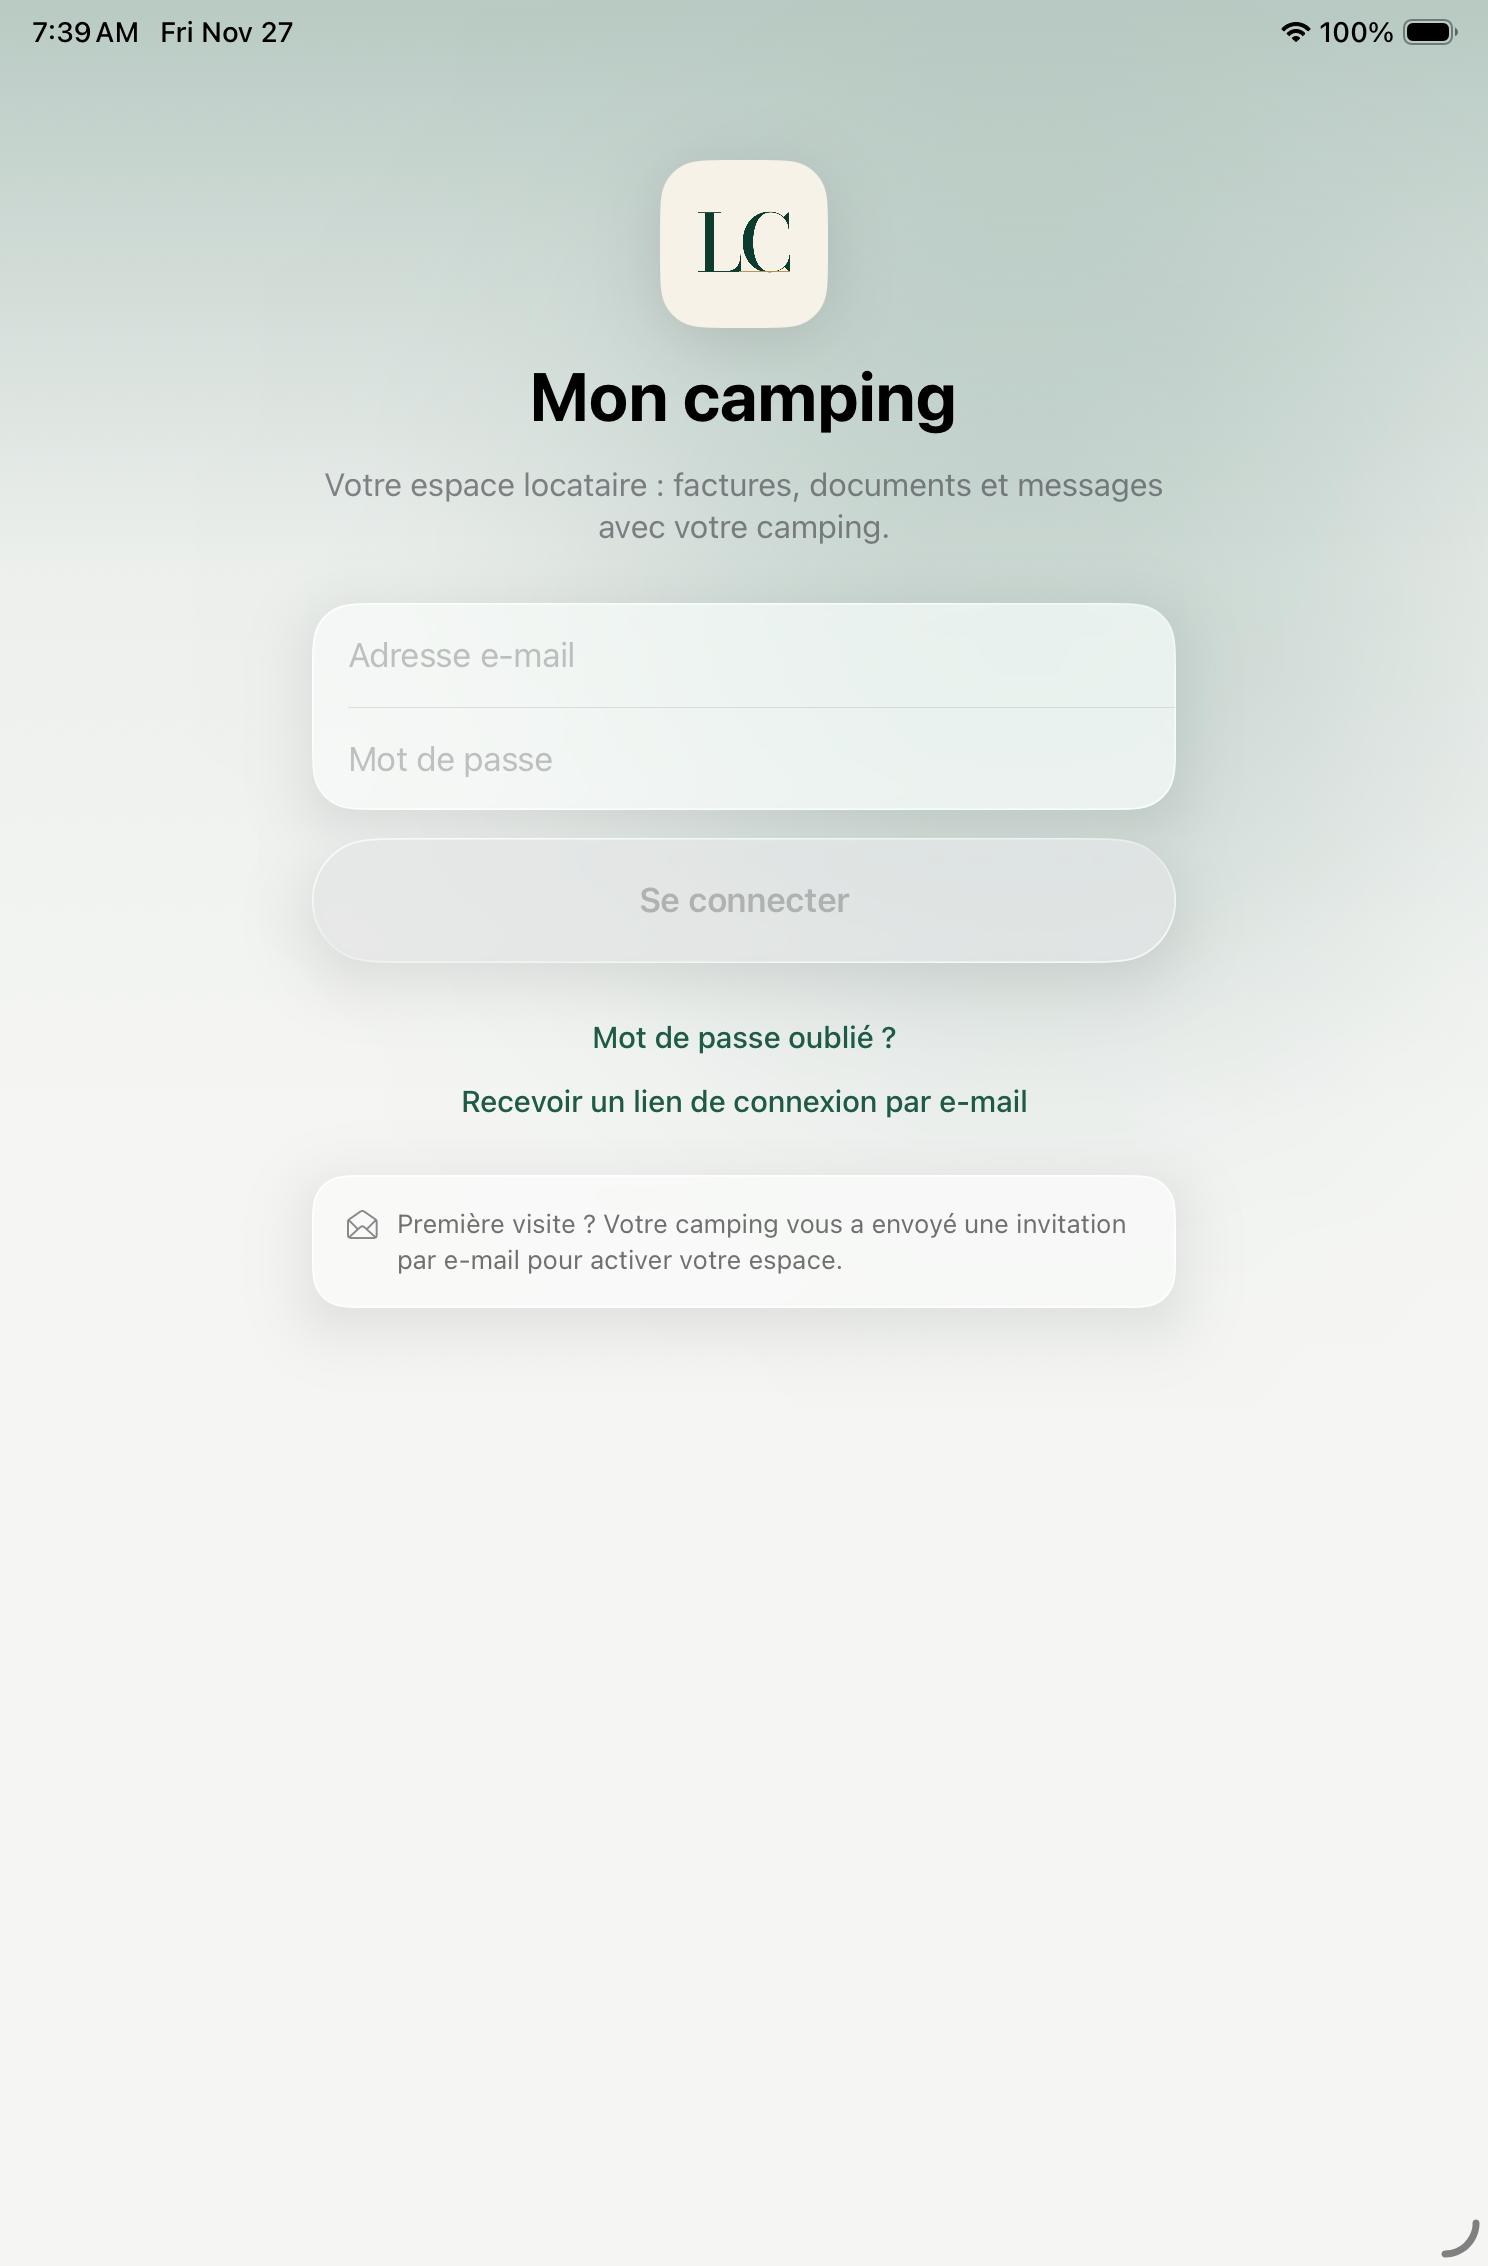 7:39 AM Fri Nov 27
100%
LC
Mon camping
Votre espace locataire : factures, documents et messages
avec votre camping.
Adresse e-mail
Mot de passe
Se connecter
Mot de passe oublié ?
Recevoir un lien de connexion par e-mail
Première visite ? Votre camping vous a envoyé une invitation
par e-mail pour activer votre espace.